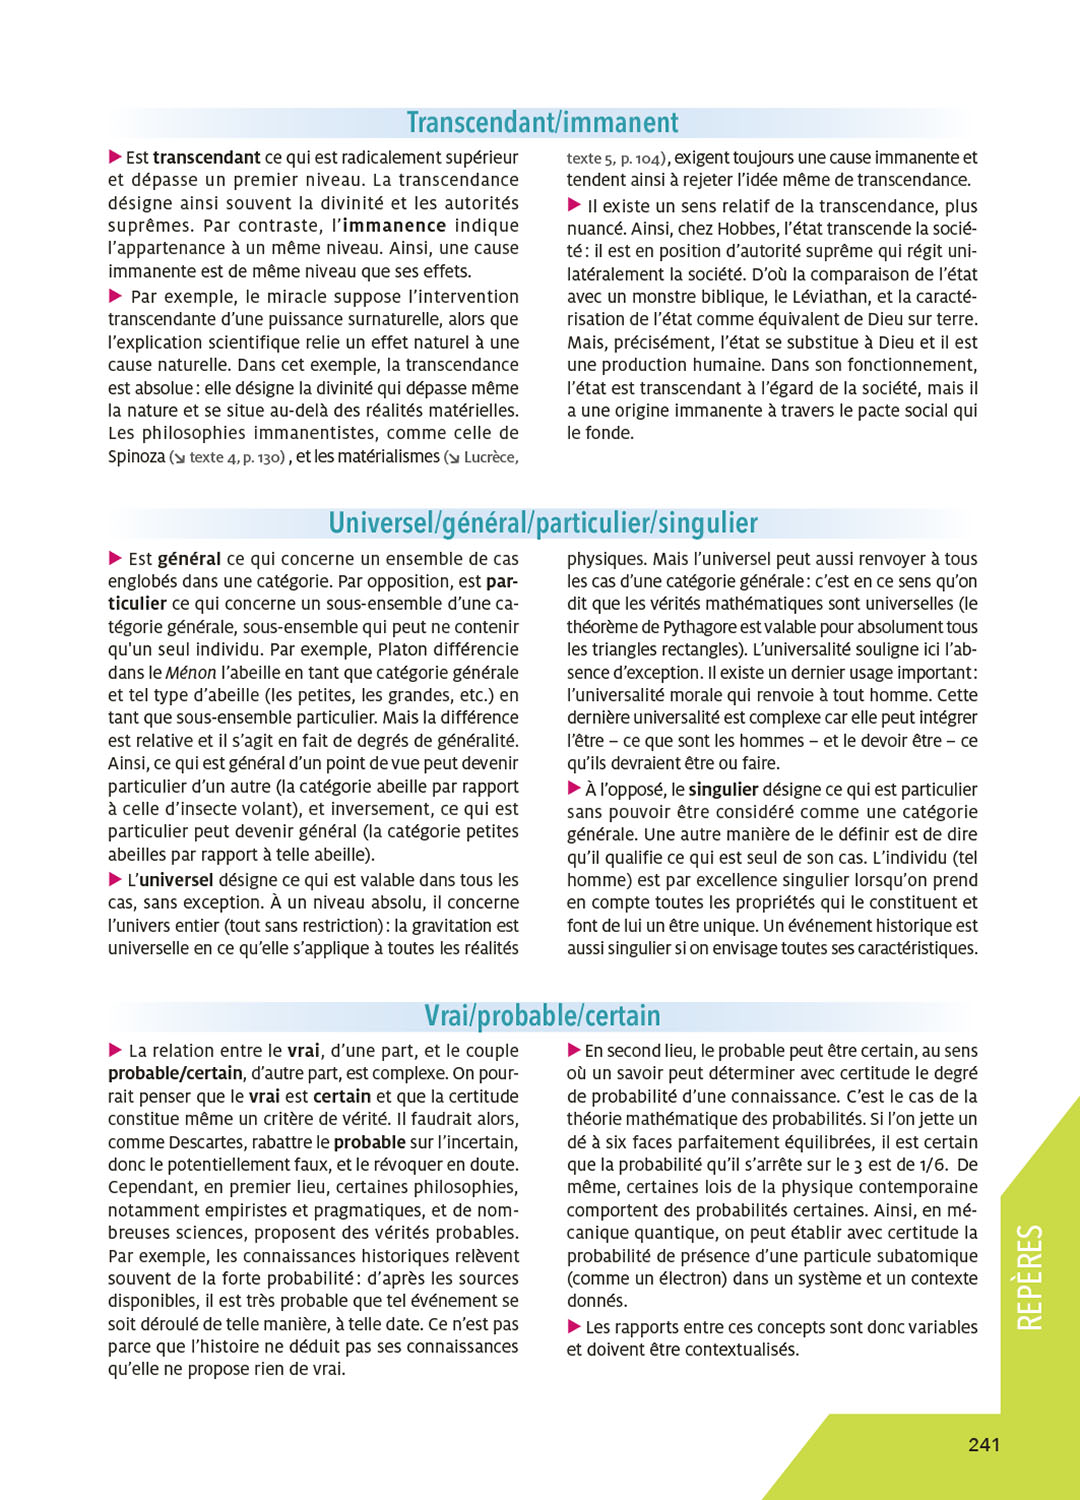 Transcendant/immanent
▶ Est transcendant ce qui est radicalement supérieur
et dépasse un premier niveau. La transcendance
désigne ainsi souvent la divinité et les autorités
suprêmes. Par contraste, l’immanence indique
l’appartenance à un même niveau. Ainsi, une cause
immanente est de même niveau que ses effets.
▶ Par exemple, le miracle suppose l’intervention
transcendante d’une puissance surnaturelle, alors que
l’explication scientifique relie un effet naturel à une
cause naturelle. Dans cet exemple, la transcendance
est absolue : elle désigne la divinité qui dépasse même
la nature et se situe au-delà des réalités matérielles.
Les philosophies immanentistes, comme celle de
Spinoza (↘ texte 4, p. 130) , et les matérialismes (↘ Lucrèce,
texte 5, p. 104), exigent toujours une cause immanente et
tendent ainsi à rejeter l’idée même de transcendance.
▶ Il existe un sens relatif de la transcendance, plus
nuancé. Ainsi, chez Hobbes, l’état transcende la socié-
té : il est en position d’autorité suprême qui régit uni-
latéralement la société. D’où la comparaison de l’état
avec un monstre biblique, le Léviathan, et la caracté-
risation de l’état comme équivalent de Dieu sur terre.
Mais, précisément, l’état se substitue à Dieu et il est
une production humaine. Dans son fonctionnement,
l’état est transcendant à l’égard de la société, mais il
a une origine immanente à travers le pacte social qui
le fonde.
Universel/général/particulier/singulier
▶ Est général ce qui concerne un ensemble de cas
englobés dans une catégorie. Par opposition, est par-
ticulier ce qui concerne un sous-ensemble d’une ca-
tégorie générale, sous-ensemble qui peut ne contenir
qu'un seul individu. Par exemple, Platon différencie
dans le Ménon l’abeille en tant que catégorie générale
et tel type d’abeille (les petites, les grandes, etc.) en
tant que sous-ensemble particulier. Mais la différence
est relative et il s’agit en fait de degrés de généralité.
Ainsi, ce qui est général d’un point de vue peut devenir
particulier d’un autre (la catégorie abeille par rapport
à celle d’insecte volant), et inversement, ce qui est
particulier peut devenir général (la catégorie petites
abeilles par rapport à telle abeille).
▶ L’universel désigne ce qui est valable dans tous les
cas, sans exception. À un niveau absolu, il concerne
l’univers entier (tout sans restriction) : la gravitation est
universelle en ce qu’elle s’applique à toutes les réalités
physiques. Mais l’universel peut aussi renvoyer à tous
les cas d’une catégorie générale : c’est en ce sens qu’on
dit que les vérités mathématiques sont universelles (le
théorème de Pythagore est valable pour absolument tous
les triangles rectangles). L’universalité souligne ici l’ab-
sence d’exception. Il existe un dernier usage important :
l’universalité morale qui renvoie à tout homme. Cette
dernière universalité est complexe car elle peut intégrer
l’être – ce que sont les hommes – et le devoir être – ce
qu’ils devraient être ou faire.
▶ À l’opposé, le singulier désigne ce qui est particulier
sans pouvoir être considéré comme une catégorie
générale. Une autre manière de le définir est de dire
qu’il qualifie ce qui est seul de son cas. L’individu (tel
homme) est par excellence singulier lorsqu’on prend
en compte toutes les propriétés qui le constituent et
font de lui un être unique. Un événement historique est
aussi singulier si on envisage toutes ses caractéristiques.
Vrai/probable/certain
▶ La relation entre le vrai, d’une part, et le couple
probable/certain, d’autre part, est complexe. On pour-
rait penser que le vrai est certain et que la certitude
constitue même un critère de vérité. Il faudrait alors,
comme Descartes, rabattre le probable sur l’incertain,
donc le potentiellement faux, et le révoquer en doute.
Cependant, en premier lieu, certaines philosophies,
notamment empiristes et pragmatiques, et de nom-
breuses sciences, proposent des vérités probables.
Par exemple, les connaissances historiques relèvent
souvent de la forte probabilité : d’après les sources
disponibles, il est très probable que tel événement se
soit déroulé de telle manière, à telle date. Ce n’est pas
parce que l’histoire ne déduit pas ses connaissances
qu’elle ne propose rien de vrai.
▶ En second lieu, le probable peut être certain, au sens
où un savoir peut déterminer avec certitude le degré
de probabilité d’une connaissance. C’est le cas de la
théorie mathématique des probabilités. Si l’on jette un
dé à six faces parfaitement équilibrées, il est certain
que la probabilité qu’il s’arrête sur le 3 est de 1/6. De
même, certaines lois de la physique contemporaine
comportent des probabilités certaines. Ainsi, en mé-
canique quantique, on peut établir avec certitude la
probabilité de présence d’une particule subatomique
(comme un électron) dans un système et un contexte
donnés.
▶ Les rapports entre ces concepts sont donc variables
et doivent être contextualisés.
REPÈRES
241